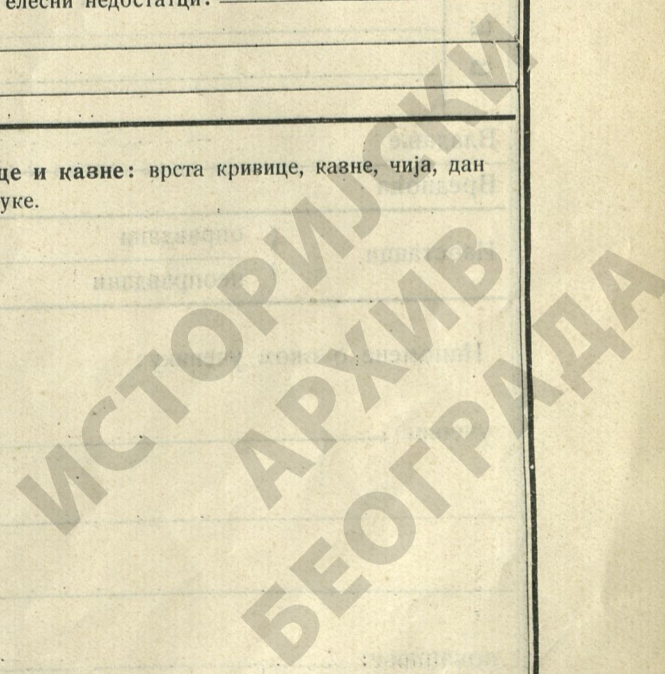 елесни недостатци:
це и казне: врста кривице, казне, чија, дан
уке.
ИСТОРИЈСКИ
АРХИВ
БЕОГРАДА